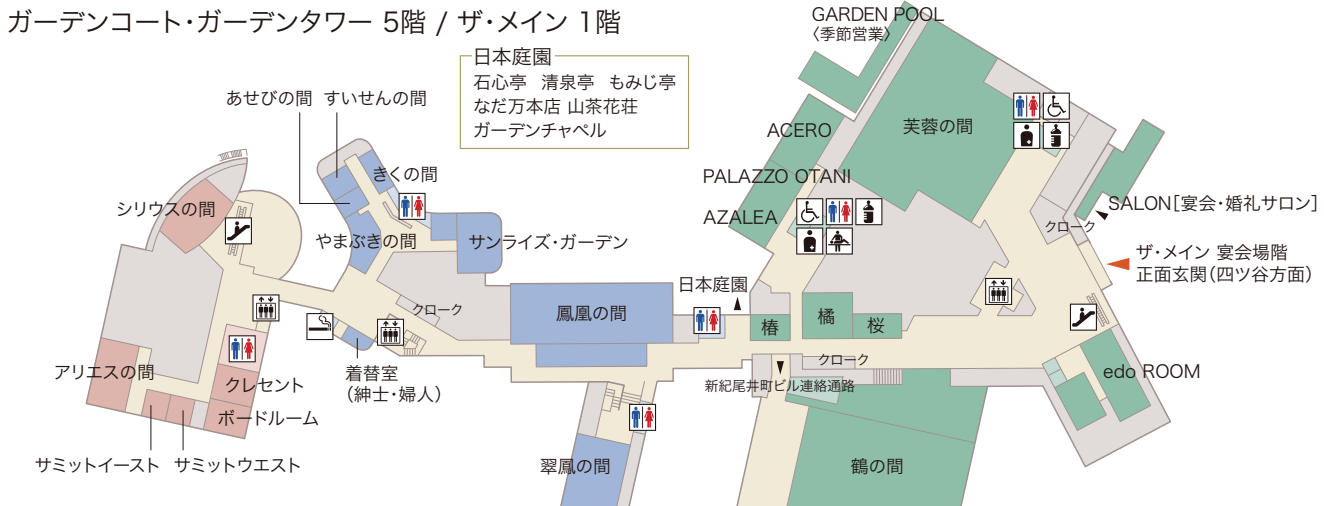 ガーデンコート・ガーデンタワー 5階 / ザ・メイン 1階
GARDEN POOL
〈季節営業〉
日本庭園
石心亭 清泉亭 もみじ亭
なだ万本店 山茶花荘
ガーデンチャペル
あせびの間 すいせんの間
きくの間
シリウスの間
やまぶきの間
サンライズ・ガーデン
ACERO
芙蓉の間
PALAZZO OTANI
AZALEA
SALON[宴会・婚礼サロン]
クローク
ザ・メイン 宴会場階
正面玄関(四ツ谷方面)
日本庭園
クローク
鳳凰の間
椿
橘
桜
クローク
新紀尾井町ビル連絡通路
edo ROOM
アリエスの間
クレセント
ボードルーム
着替室
(紳士・婦人)
サミットイースト サミットウエスト
翠鳳の間
鶴の間